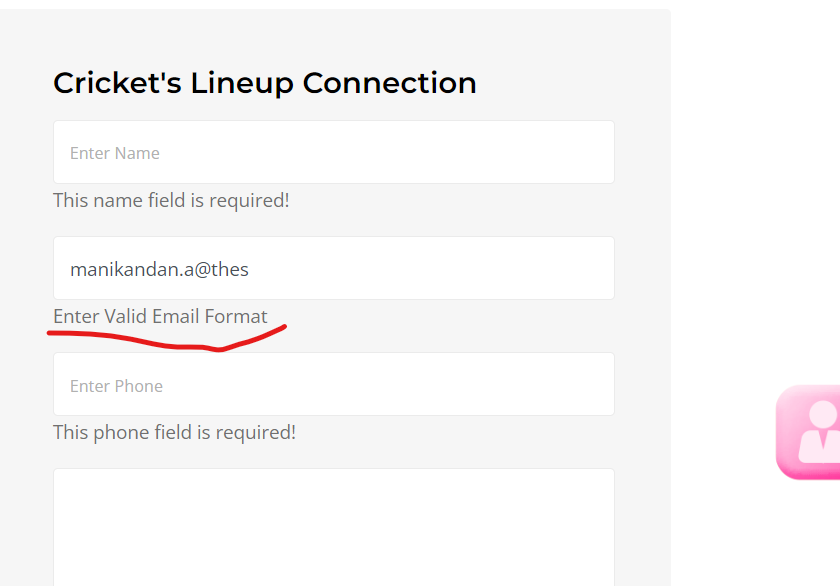 Cricket's Lineup Connection
Enter Name
This name field is required!
manikandan.a@thes
Enter Valid Email Format
Enter Phone
This phone field is required!